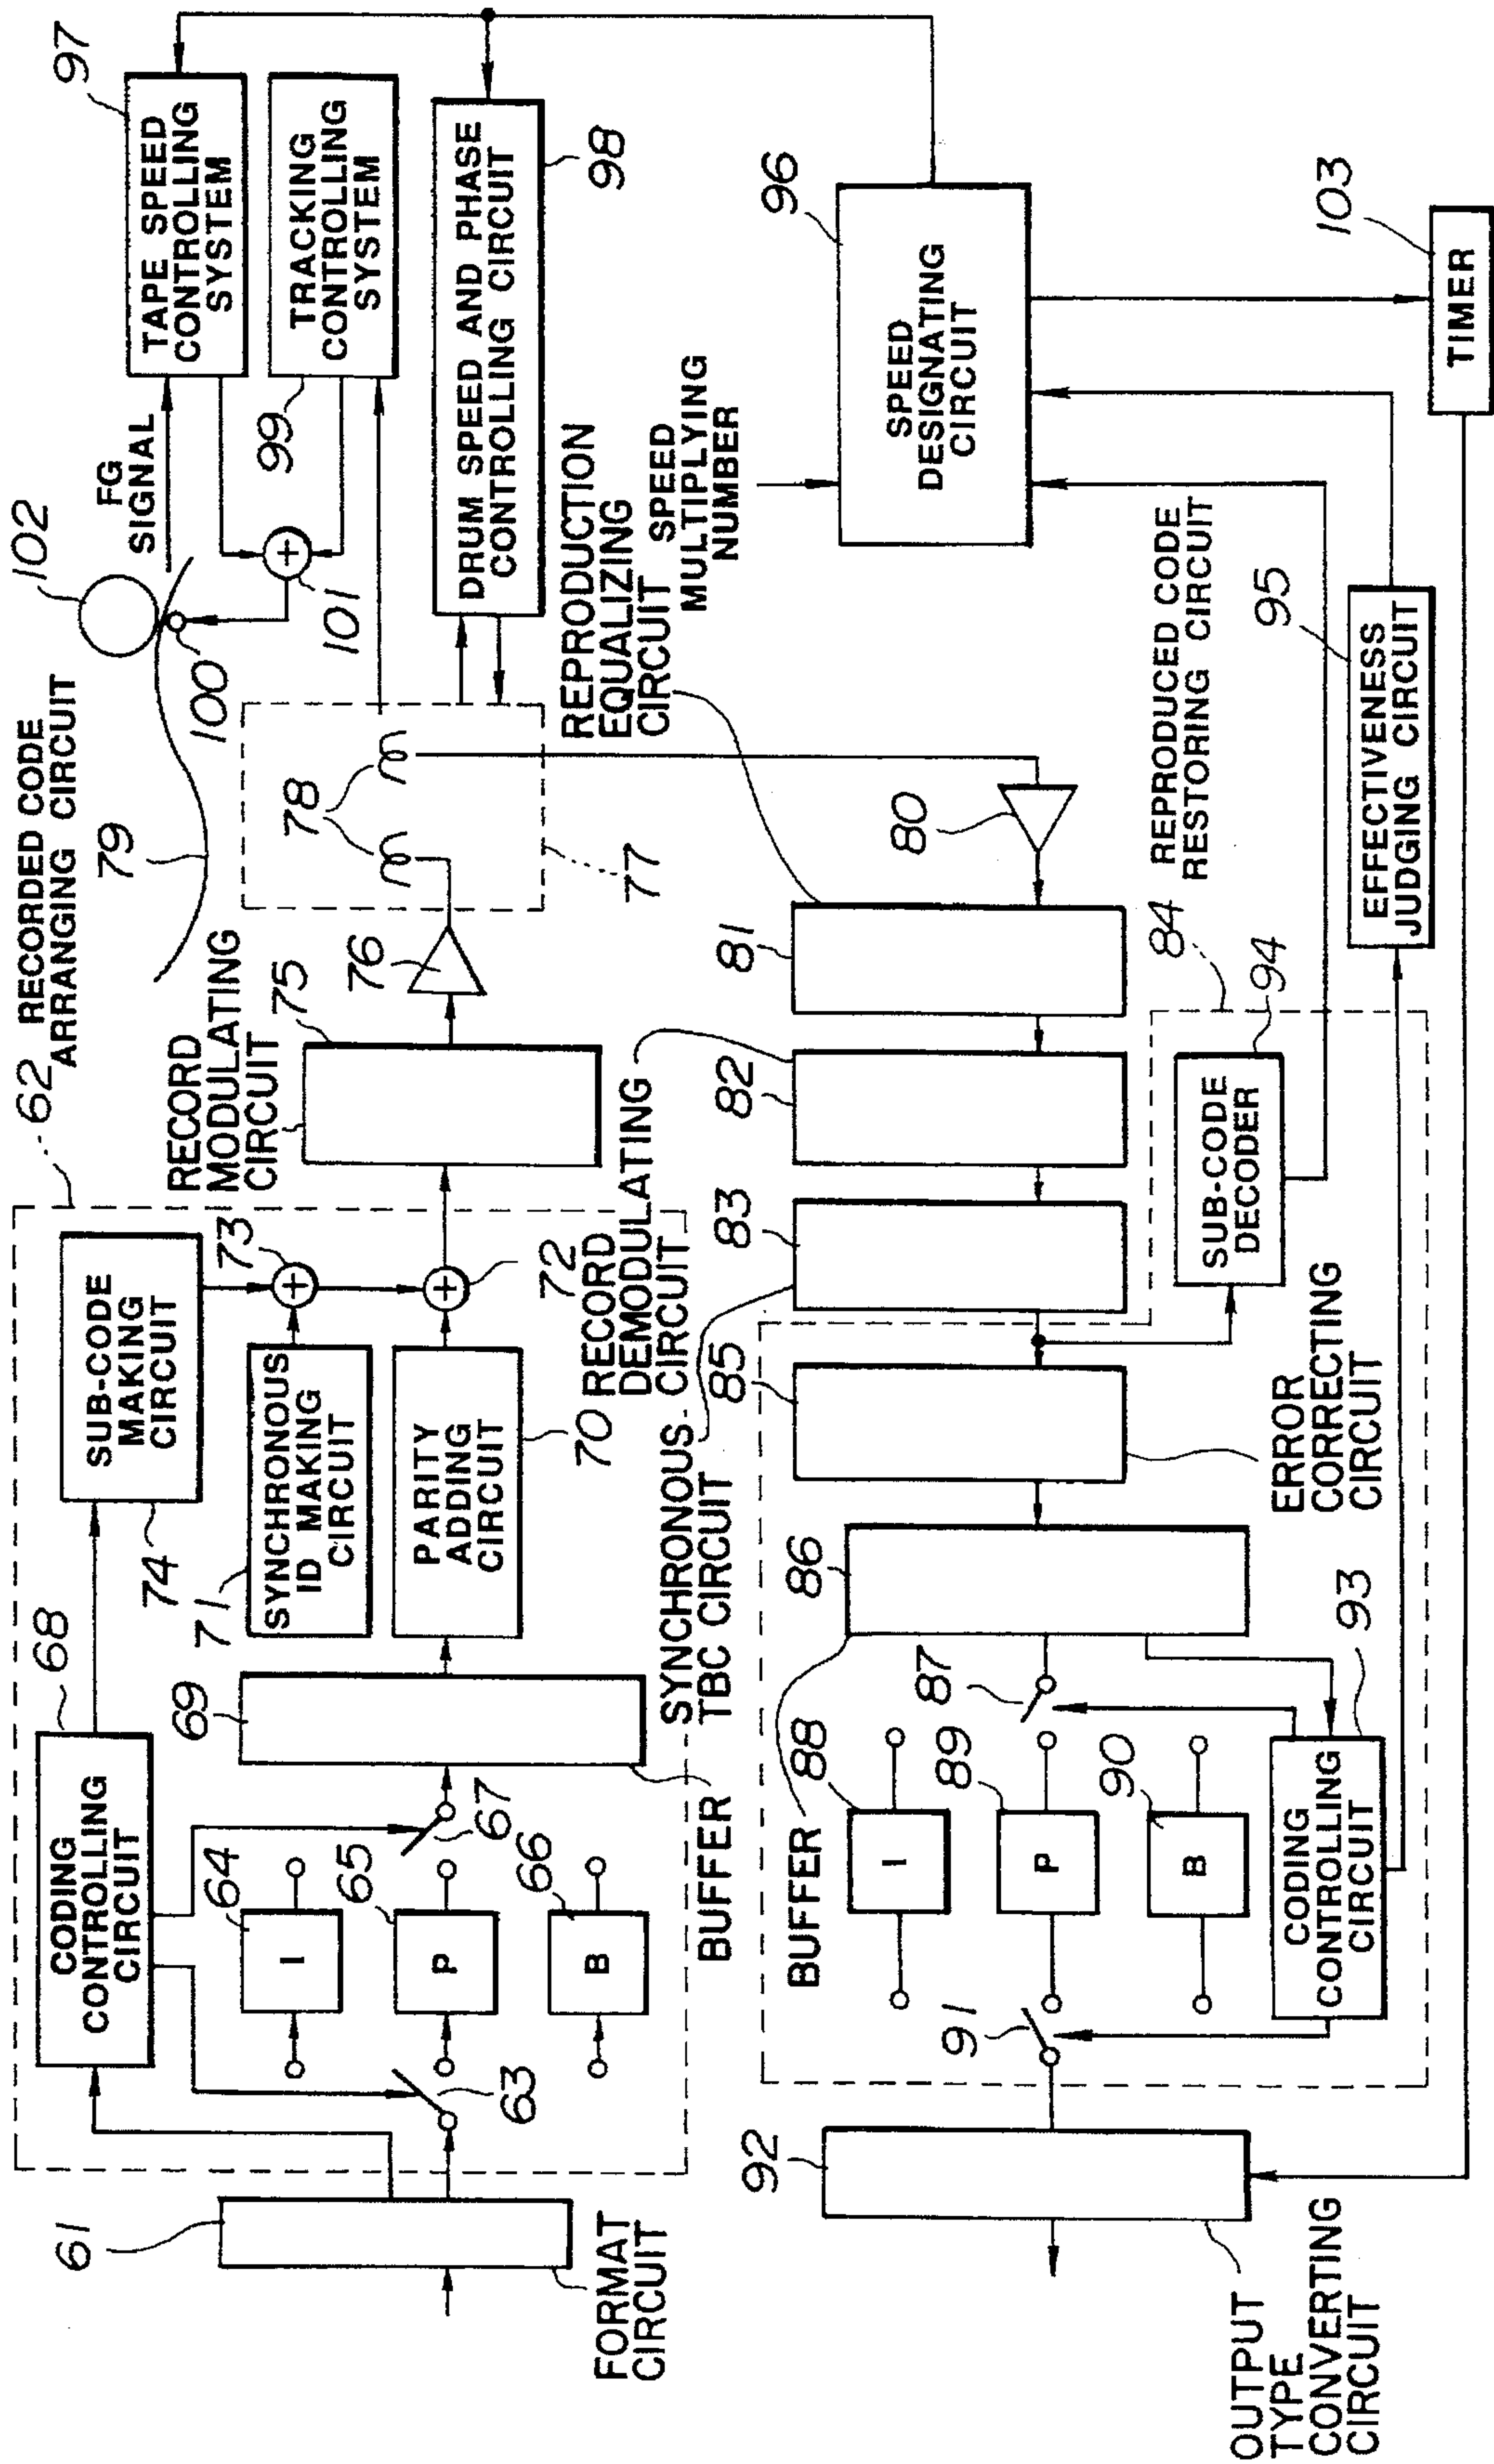 62
RECORDED CODE
ARRANGING CIRCUIT
61
FORMAT
CIRCUIT
68
CODING
CONTROLLING
CIRCUIT
63
64
I
65
P
66
B
67
69
BUFFER
74
SUB-CODE
MAKING
CIRCUIT
71
SYNCHRONOUS
ID MAKING
CIRCUIT
PARITY
ADDING
CIRCUIT
70
73
+
72
+
RECORD
MODULATING
CIRCUIT
75
76
77
78
79
100
102
101
+
FG
SIGNAL
97
TAPE SPEED
CONTROLLING
SYSTEM
99
TRACKING
CONTROLLING
SYSTEM
DRUM SPEED AND PHASE
CONTROLLING CIRCUIT
98
REPRODUCTION
EQUALIZING
CIRCUIT
SPEED
MULTIPLYING
NUMBER
96
SPEED
DESIGNATING
CIRCUIT
103
TIMER
80
81
RECORD
DEMODULATING
CIRCUIT
82
83
SYNCHRONOUS
TBC CIRCUIT
84
REPRODUCED CODE
RESTORING CIRCUIT
94
SUB-CODE
DECODER
95
EFFECTIVENESS
JUDGING CIRCUIT
85
ERROR
CORRECTING
CIRCUIT
86
BUFFER
87
88
I
89
P
90
B
91
93
CODING
CONTROLLING
CIRCUIT
92
OUTPUT
TYPE
CONVERTING
CIRCUIT